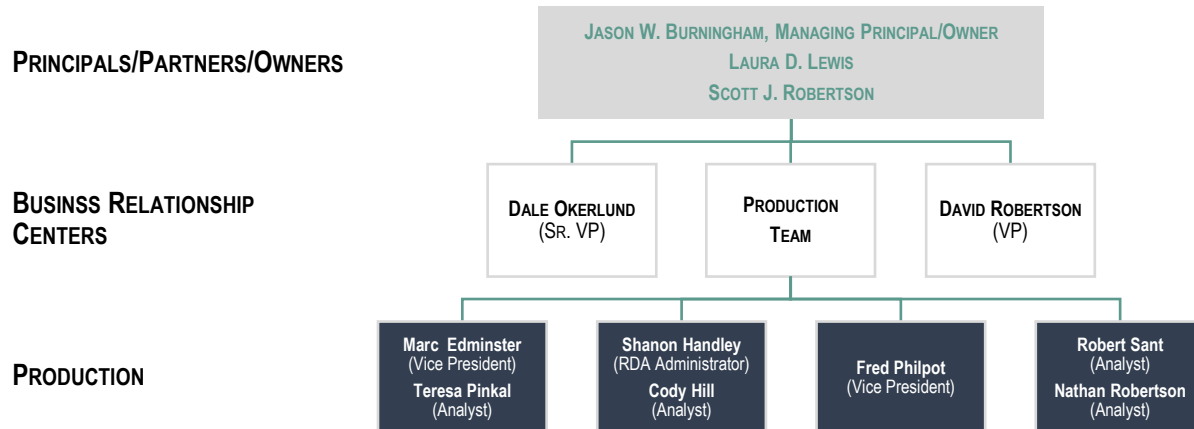 PRINCIPALS/PARTNERS/OWNERS
JASON W. BURNINGHAM, MANAGING PRINCIPAL/OWNER
LAURA D. LEWIS
SCOTT J. ROBERTSON
BUSINSS RELATIONSHIP
CENTERS
DALE OKERLUND
(SR. VP)
PRODUCTION
TEAM
DAVID ROBERTSON
(VP)
PRODUCTION
Marc Edminster
(Vice President)
Teresa Pinkal
(Analyst)
Shanon Handley
(RDA Administrator)
Cody Hill
(Analyst)
Fred Philpot
(Vice President)
Robert Sant
(Analyst)
Nathan Robertson
(Analyst)